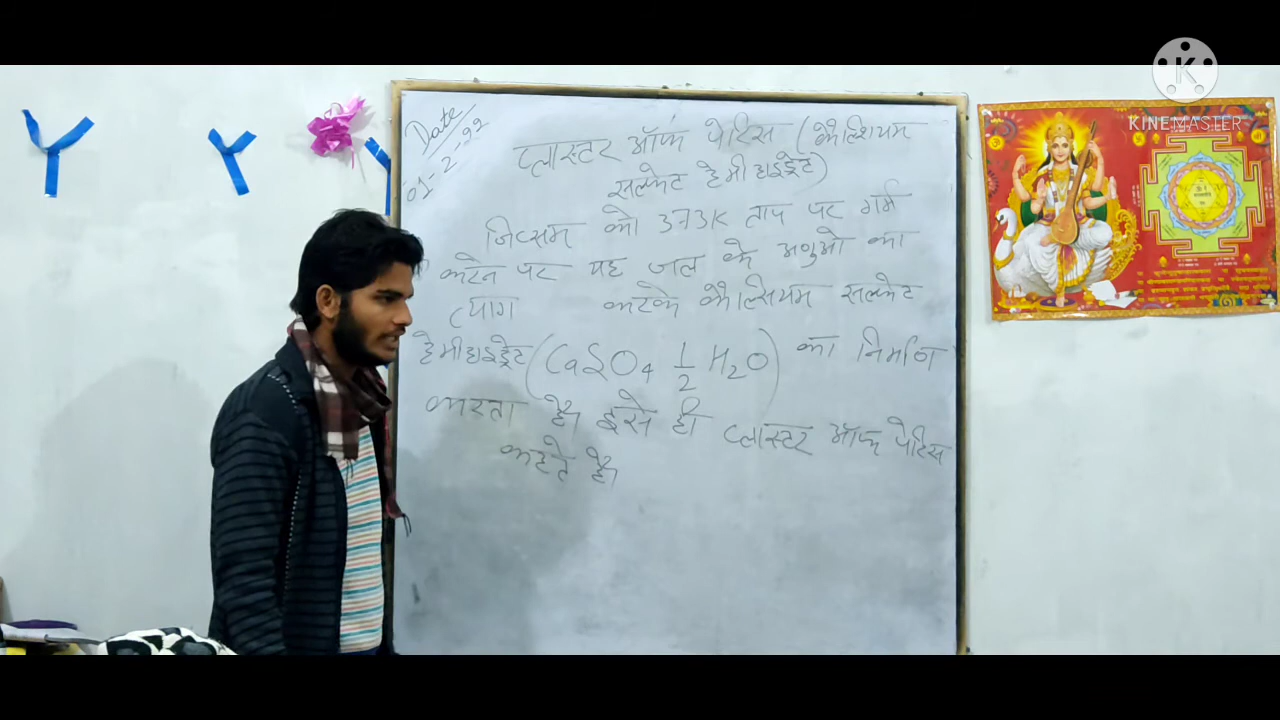 Date
01-2-22
प्लास्टर ऑफ पेरिस (कैल्शियम
सल्फेट हेमीहाइड्रेट)
जिप्सम को 373K ताप पर गर्म
करने पर यह जल के अणुओ का
त्याग करके कैल्सियम सल्फेट
हेमीहाइड्रेट (CaSO4 1/2 H2O) का निर्माण
करता है इसे ही प्लास्टर ऑफ पेरिस
कहते है
K
KINEMASTER